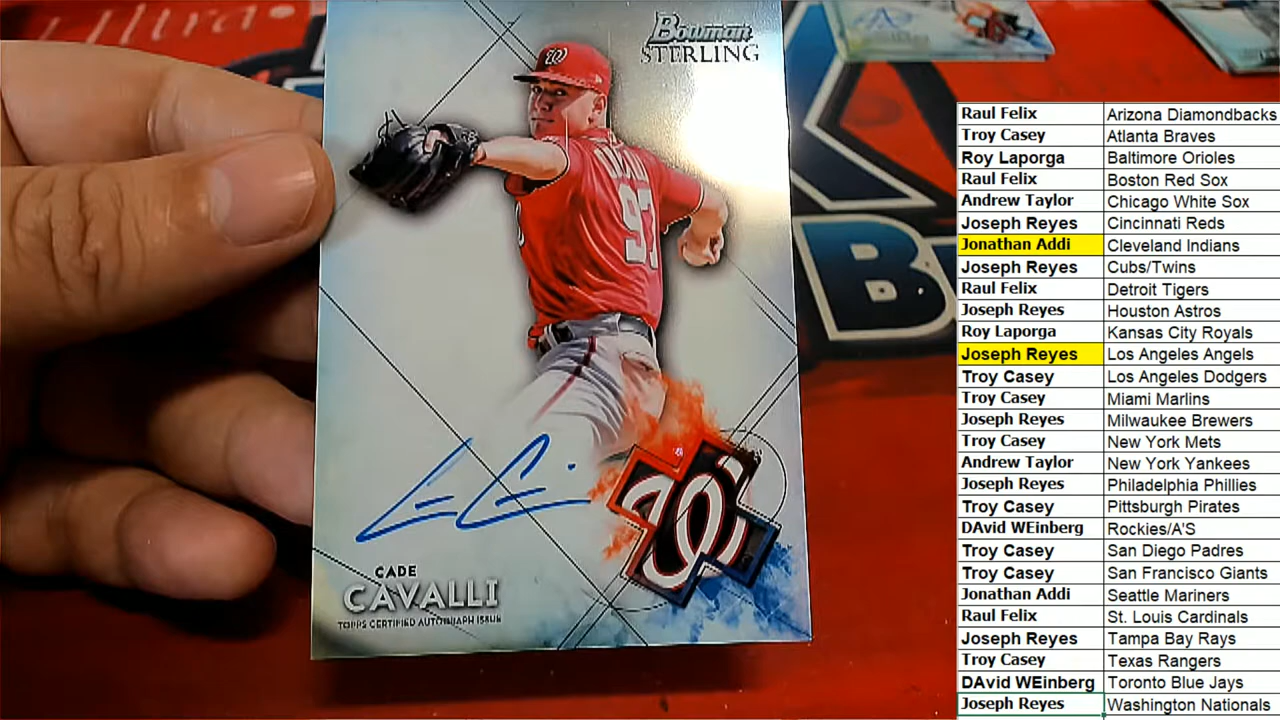 Ultra
Bowman
STERLING
W
97
B
CADE
CAVALLI
TOPPS CERTIFIED AUTOGRAPH ISSUE
Raul Felix Arizona Diamondbacks
Troy Casey Atlanta Braves
Roy Laporga Baltimore Orioles
Raul Felix Boston Red Sox
Andrew Taylor Chicago White Sox
Joseph Reyes Cincinnati Reds
Jonathan Addi Cleveland Indians
Joseph Reyes Cubs/Twins
Raul Felix Detroit Tigers
Joseph Reyes Houston Astros
Roy Laporga Kansas City Royals
Joseph Reyes Los Angeles Angels
Troy Casey Los Angeles Dodgers
Troy Casey Miami Marlins
Joseph Reyes Milwaukee Brewers
Troy Casey New York Mets
Andrew Taylor New York Yankees
Joseph Reyes Philadelphia Phillies
Troy Casey Pittsburgh Pirates
DAvid WEinberg Rockies/A'S
Troy Casey San Diego Padres
Troy Casey San Francisco Giants
Jonathan Addi Seattle Mariners
Raul Felix St. Louis Cardinals
Joseph Reyes Tampa Bay Rays
Troy Casey Texas Rangers
DAvid WEinberg Toronto Blue Jays
Joseph Reyes Washington Nationals